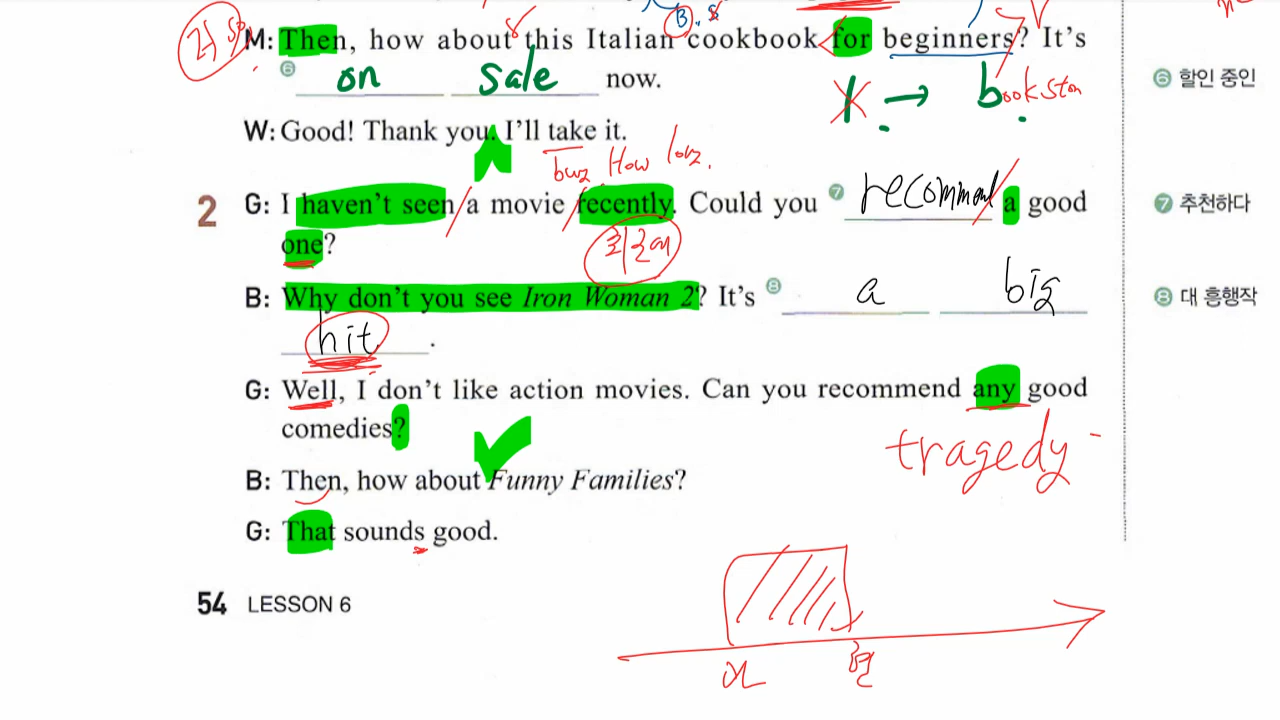 M: Then, how about this Italian cookbook for beginners? It's
⑥ on sale now.
⑥ 할인 중인
bookstore
W: Good! Thank you. I'll take it.
buy How long.
2 G: I haven't seen a movie recently. Could you ⑦ recommend a good
⑦ 추천하다
one?
최근에
B: Why don't you see Iron Woman 2? It's ⑧ a big
⑧ 대 흥행작
hit.
G: Well, I don't like action movies. Can you recommend any good
comedies?
tragedy
B: Then, how about Funny Families?
G: That sounds good.
54 LESSON 6
현